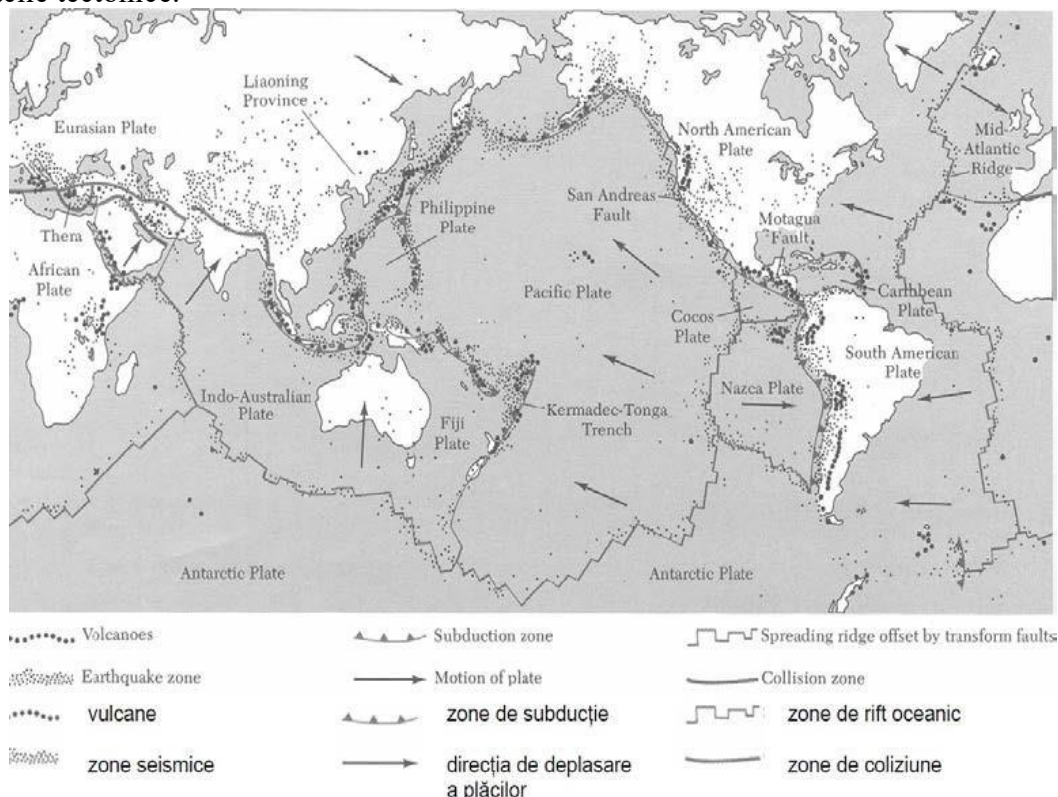 Liaoning
Province
Eurasian Plate
North American
Plate
Mid-
Atlantic
Ridge
San Andreas
Fault
Philippine
Plate
Motagua
Fault
Thera
African
Plate
Pacific Plate
Cocos
Plate
Caribbean
Plate
South American
Plate
Indo-Australian
Plate
Fiji
Plate
Kermadec-Tonga
Trench
Nazca Plate
Antarctic Plate
Antarctic Plate
Volcanoes
Subduction zone
Spreading ridge offset by transform faults
Earthquake zone
Motion of plate
Collision zone
vulcane
zone de subducție
zone de rift oceanic
zone seismice
direcția de deplasare
a plăcilor
zone de coliziune